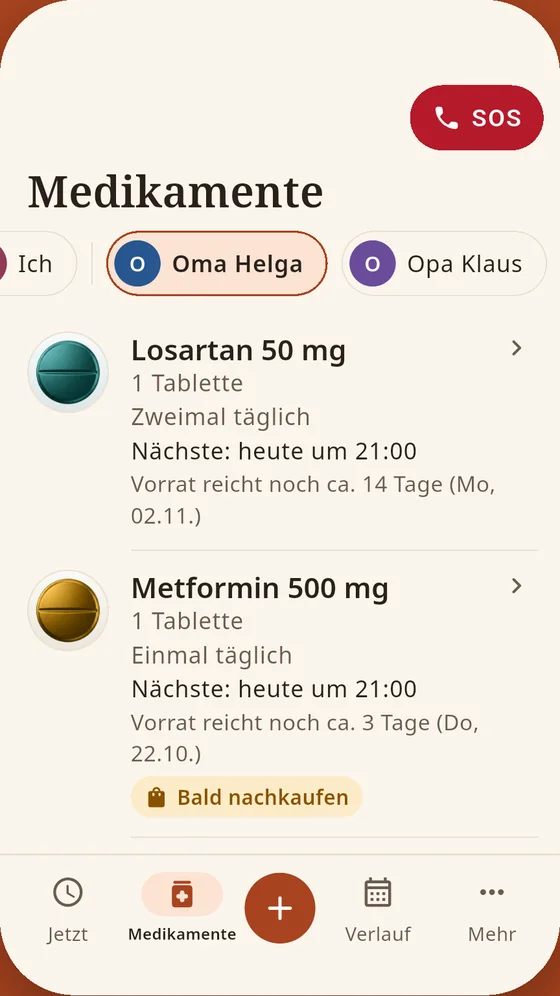 SOS
Medikamente
Ich
O Oma Helga
O Opa Klaus
Losartan 50 mg
1 Tablette
Zweimal täglich
Nächste: heute um 21:00
Vorrat reicht noch ca. 14 Tage (Mo,
02.11.)
Metformin 500 mg
1 Tablette
Einmal täglich
Nächste: heute um 21:00
Vorrat reicht noch ca. 3 Tage (Do,
22.10.)
Bald nachkaufen
Jetzt
Medikamente
Verlauf
Mehr